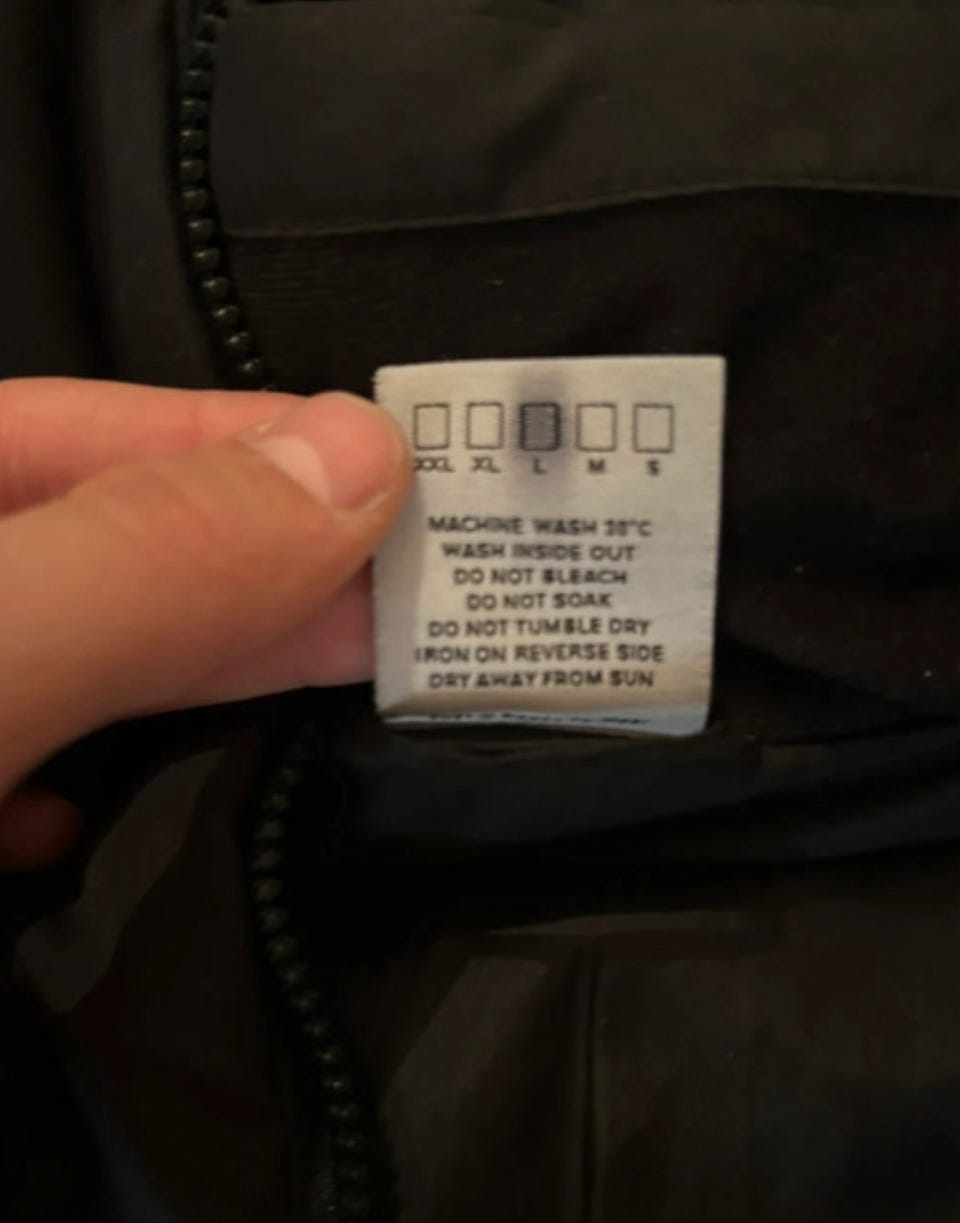 XXL XL L M S
MACHINE WASH 30°C
WASH INSIDE OUT
DO NOT BLEACH
DO NOT SOAK
DO NOT TUMBLE DRY
IRON ON REVERSE SIDE
DRY AWAY FROM SUN